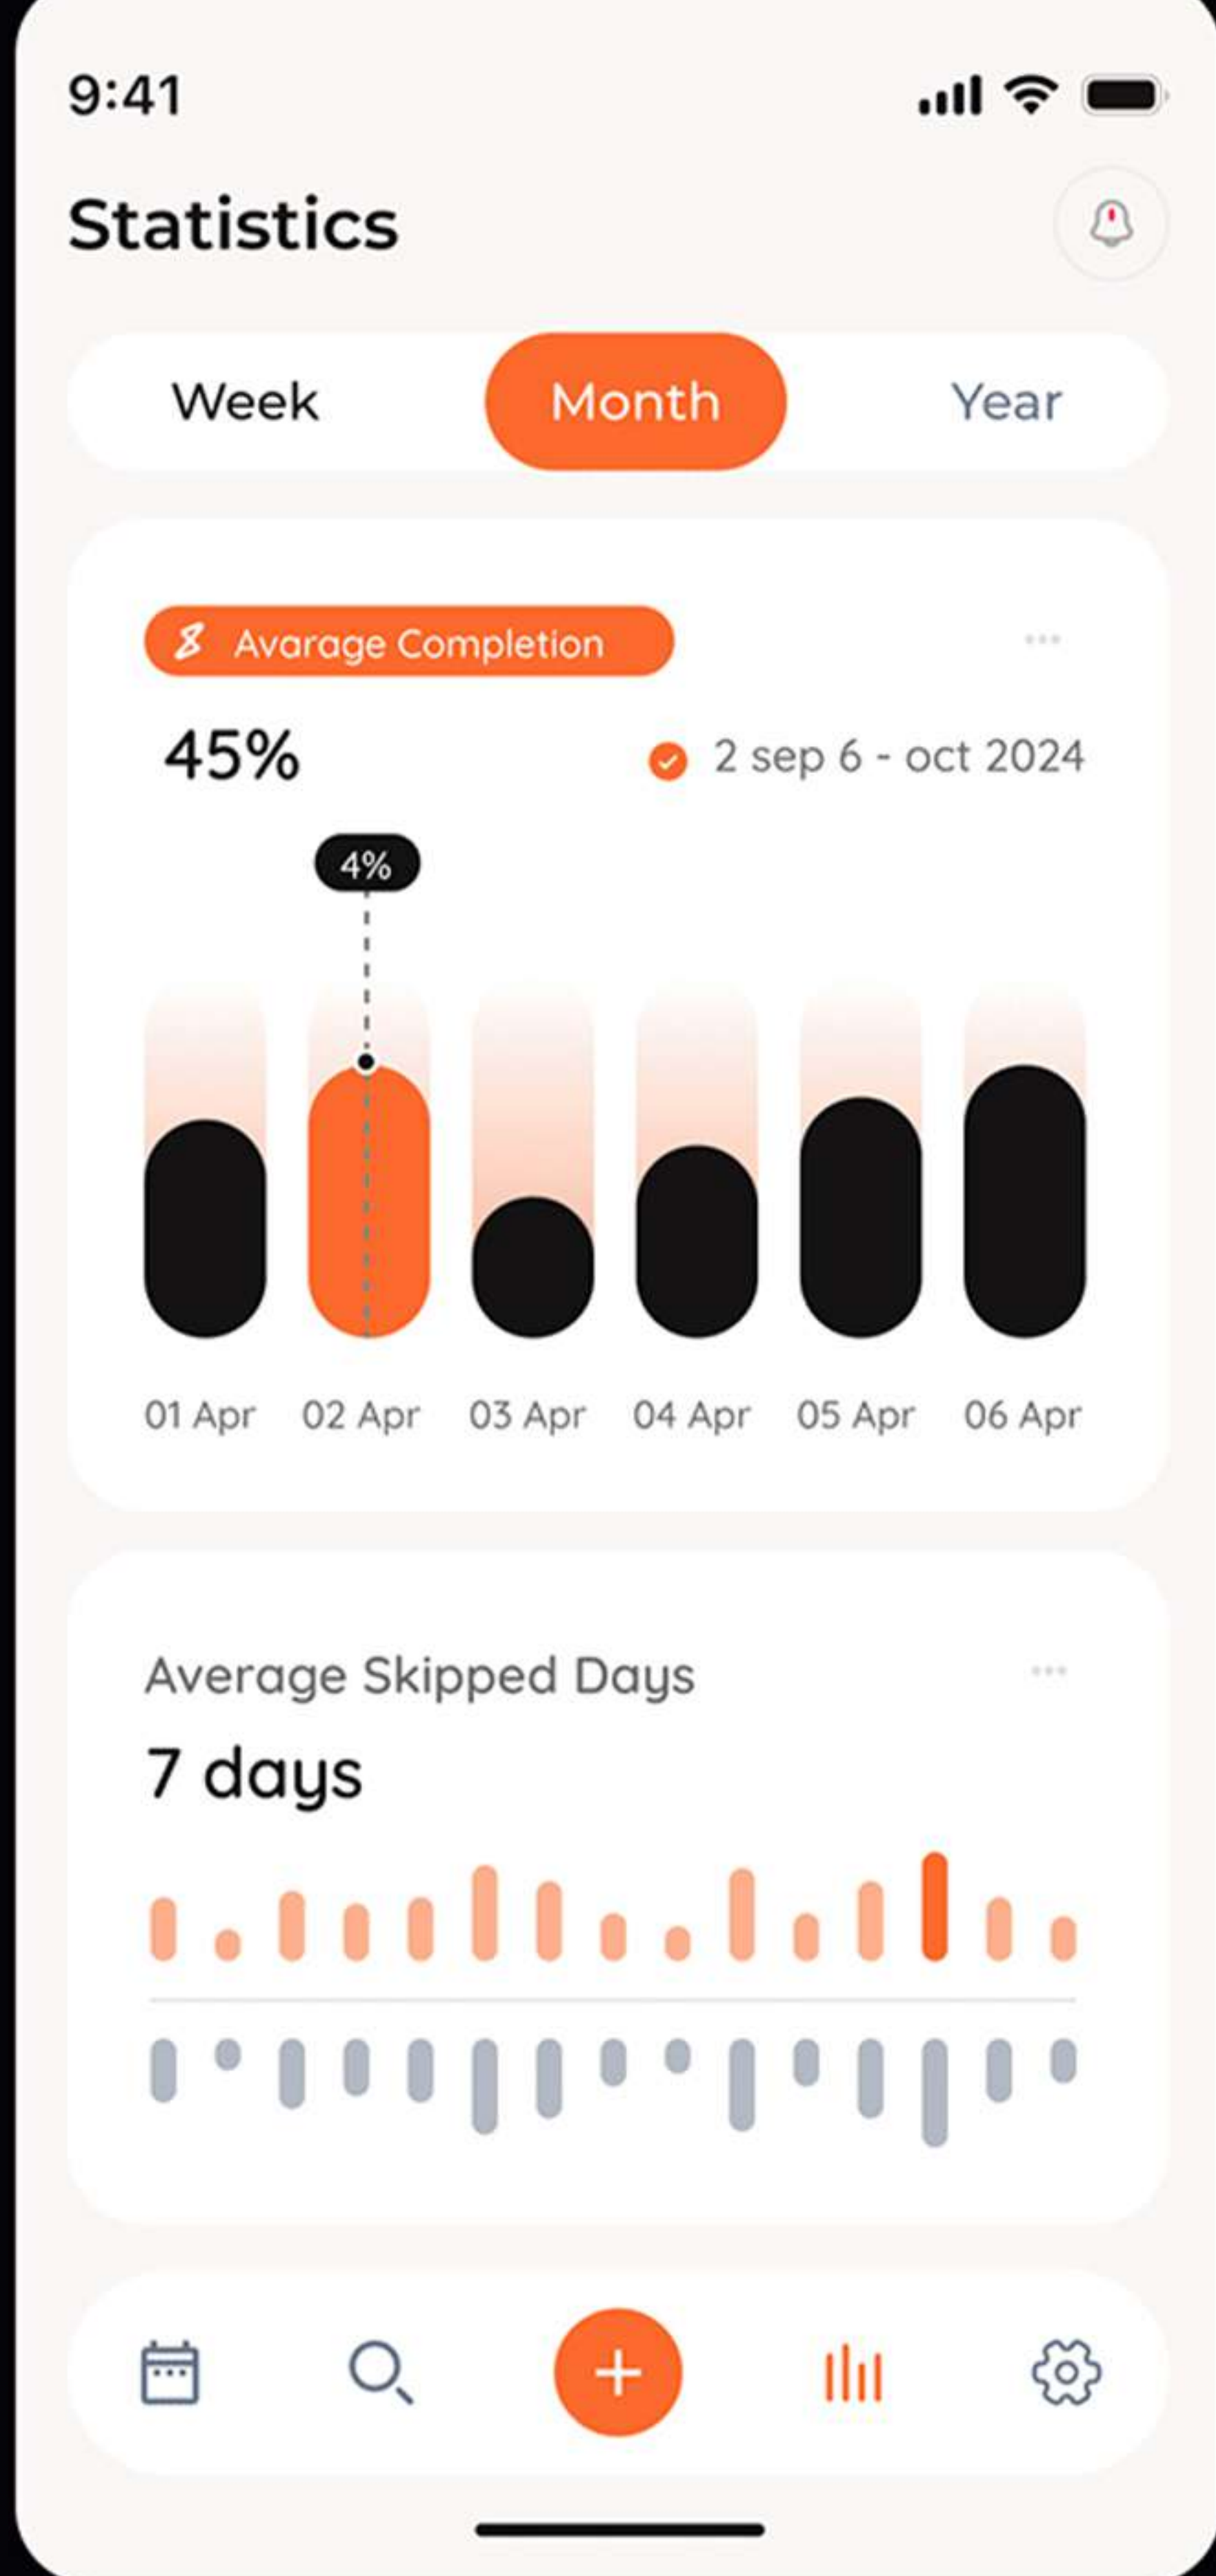 9:41
Statistics
Week Month Year
Avarage Completion
45% 2 sep 6 - oct 2024
4%
01 Apr 02 Apr 03 Apr 04 Apr 05 Apr 06 Apr
Average Skipped Days
7 days